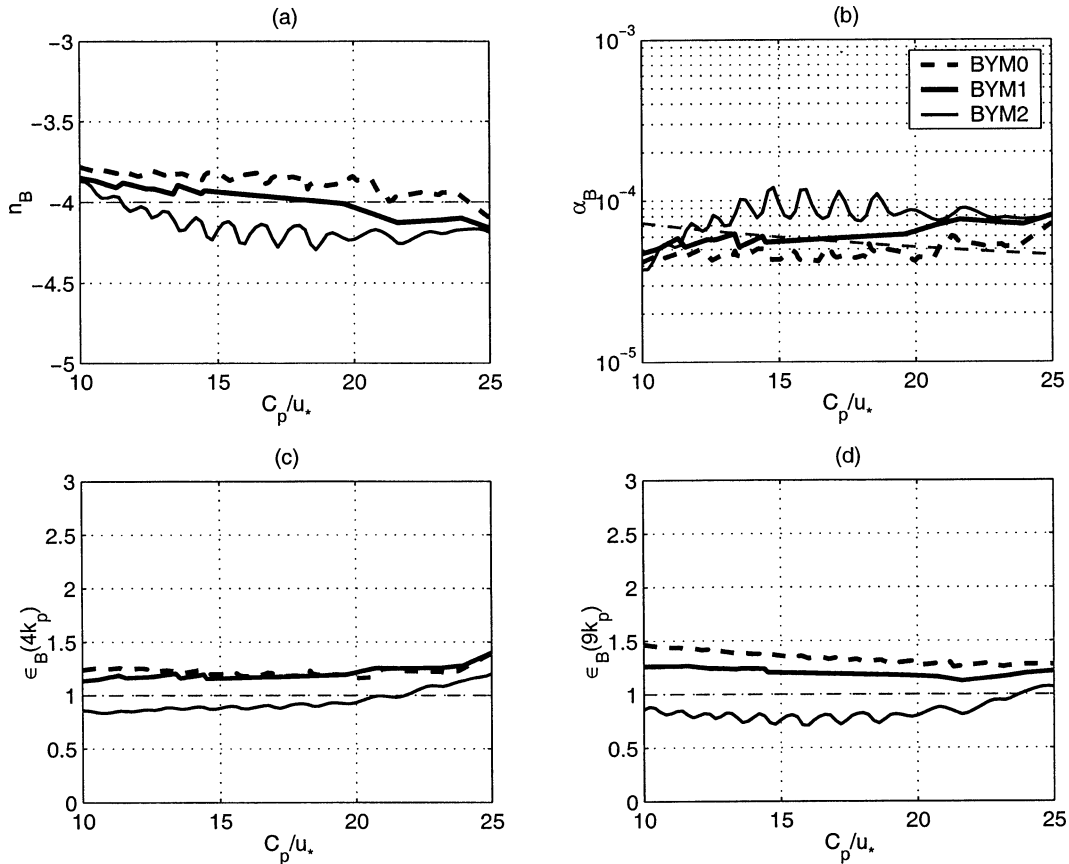 (a)
(b)
-3
-3.5
-4
-4.5
-5
n_B
10
15
20
25
C_p/u_*
10^-3
10^-4
10^-5
α_B
BYM0
BYM1
BYM2
10
15
20
25
C_p/u_*
(c)
(d)
3
2.5
2
1.5
1
0.5
0
ϵ_B(4k_p)
10
15
20
25
C_p/u_*
3
2.5
2
1.5
1
0.5
0
ϵ_B(9k_p)
10
15
20
25
C_p/u_*